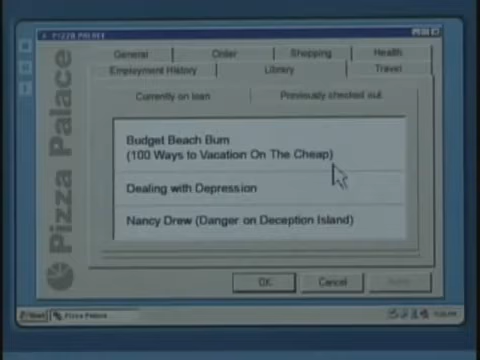 PIZZA PALACE
General
Order
Shopping
Health
Employment History
Library
Travel
Currently on loan
Previously checked out
Pizza Palace
Budget Beach Bum
(100 Ways to Vacation On The Cheap)
Dealing with Depression
Nancy Drew (Danger on Deception Island)
OK
Cancel
Start
Pizza Palace